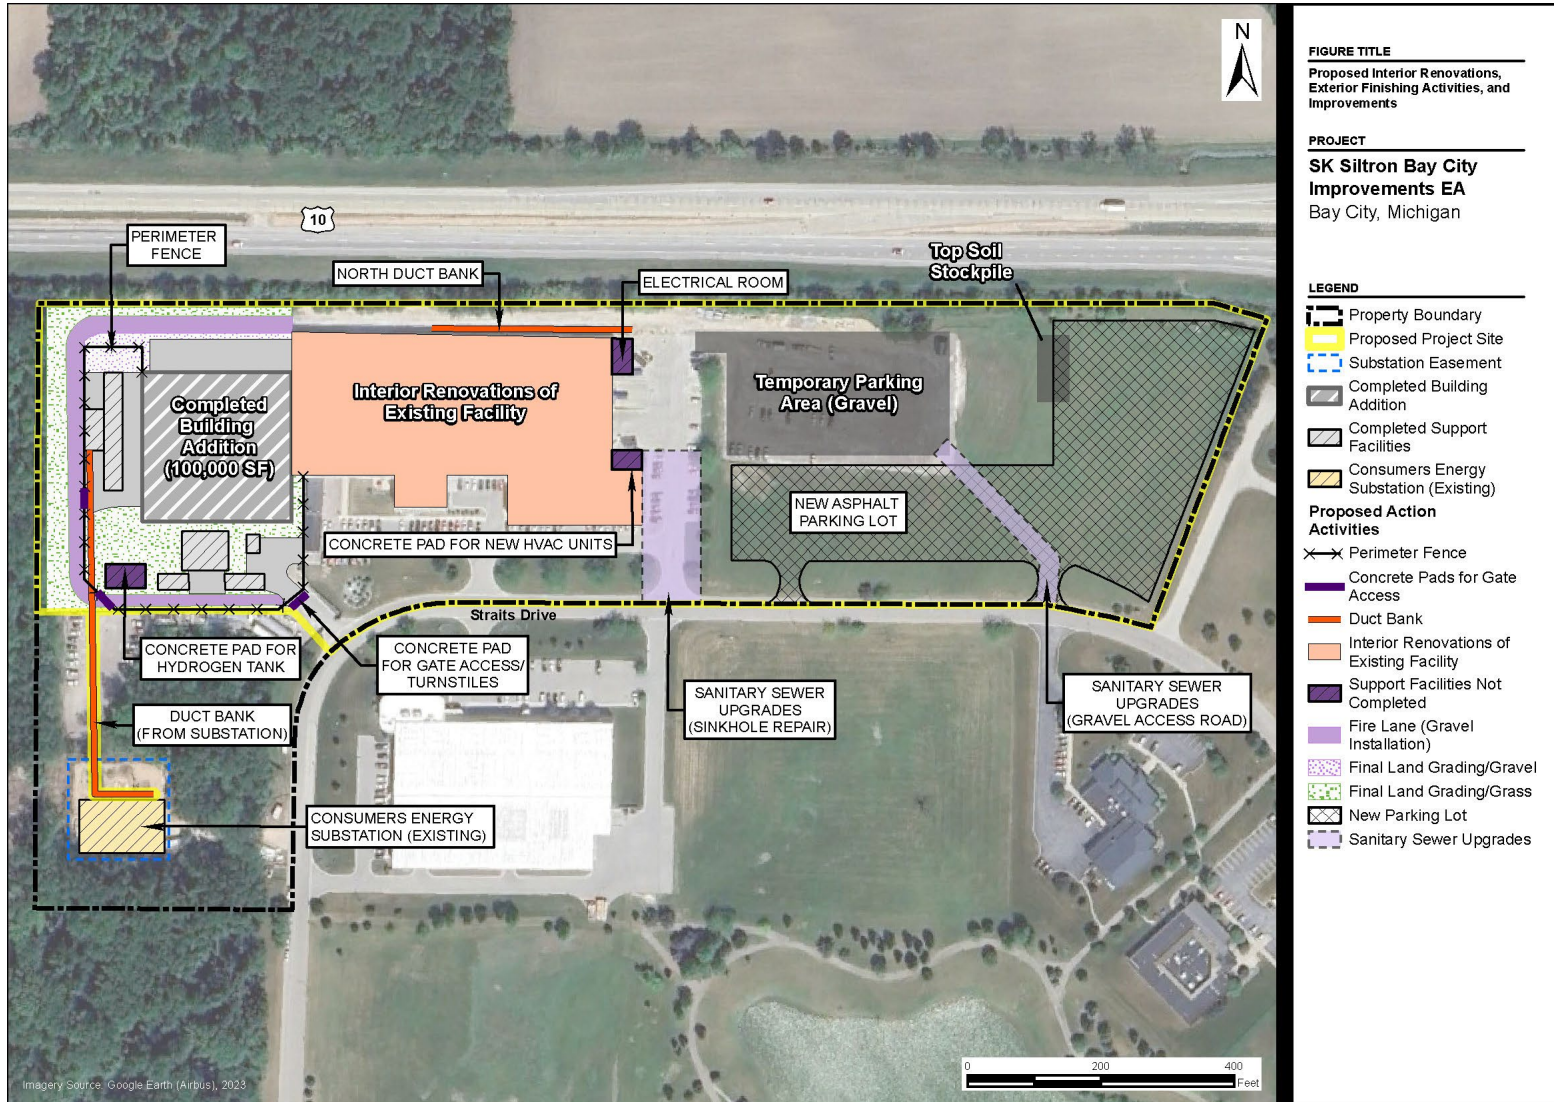 N
10
PERIMETER
FENCE
NORTH DUCT BANK
ELECTRICAL ROOM
Top Soil
Stockpile
Interior Renovations of
Existing Facility
Temporary Parking
Area (Gravel)
Completed
Building
Addition
(100,000 SF)
NEW ASPHALT
PARKING LOT
CONCRETE PAD FOR NEW HVAC UNITS
Straits Drive
CONCRETE PAD FOR
HYDROGEN TANK
CONCRETE PAD
FOR GATE ACCESS/
TURNSTILES
SANITARY SEWER
UPGRADES
(SINKHOLE REPAIR)
SANITARY SEWER
UPGRADES
(GRAVEL ACCESS ROAD)
DUCT BANK
(FROM SUBSTATION)
CONSUMERS ENERGY
SUBSTATION (EXISTING)
Imagery Source: Google Earth (Airbus), 2023
0 200 400
Feet
FIGURE TITLE
Proposed Interior Renovations,
Exterior Finishing Activities, and
Improvements
PROJECT
SK Siltron Bay City
Improvements EA
Bay City, Michigan
LEGEND
Property Boundary
Proposed Project Site
Substation Easement
Completed Building
Addition
Completed Support
Facilities
Consumers Energy
Substation (Existing)
Proposed Action
Activities
Perimeter Fence
Concrete Pads for Gate
Access
Duct Bank
Interior Renovations of
Existing Facility
Support Facilities Not
Completed
Fire Lane (Gravel
Installation)
Final Land Grading/Gravel
Final Land Grading/Grass
New Parking Lot
Sanitary Sewer Upgrades